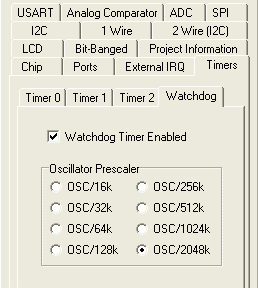 USART Analog Comparator ADC SPI
I2C 1 Wire 2 Wire (I2C)
LCD Bit-Banged Project Information
Chip Ports External IRQ Timers
Timer 0 Timer 1 Timer 2 Watchdog
Watchdog Timer Enabled
Oscillator Prescaler
OSC/16k OSC/256k
OSC/32k OSC/512k
OSC/64k OSC/1024k
OSC/128k OSC/2048k